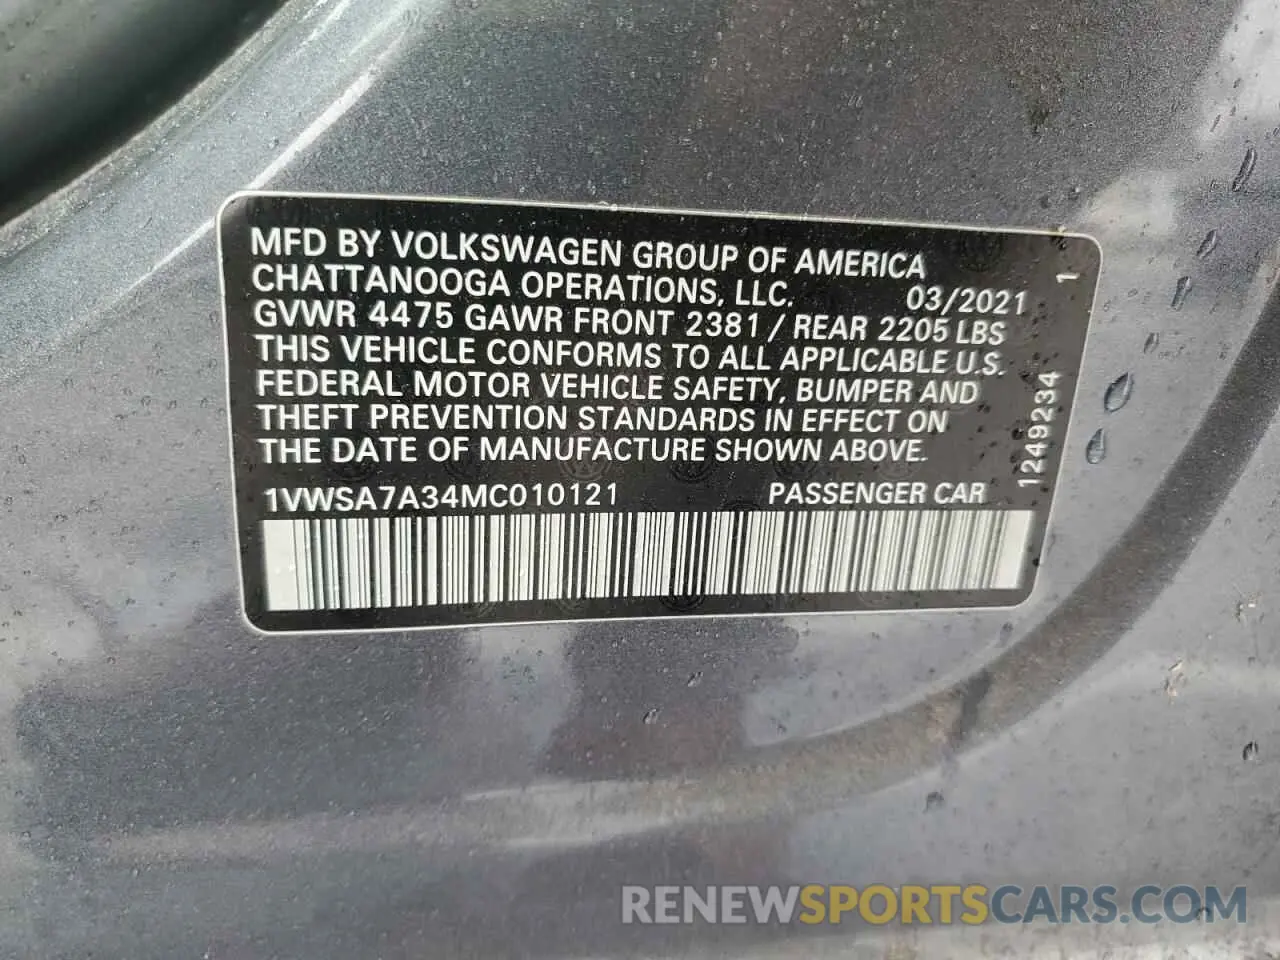 MFD BY VOLKSWAGEN GROUP OF AMERICA
CHATTANOOGA OPERATIONS, LLC. 03/2021 1
GVWR 4475 GAWR FRONT 2381 / REAR 2205 LBS
THIS VEHICLE CONFORMS TO ALL APPLICABLE U.S.
FEDERAL MOTOR VEHICLE SAFETY, BUMPER AND
THEFT PREVENTION STANDARDS IN EFFECT ON
THE DATE OF MANUFACTURE SHOWN ABOVE.
1249234
1VWSA7A34MC010121 PASSENGER CAR
RENEWSPORTSCARS.COM